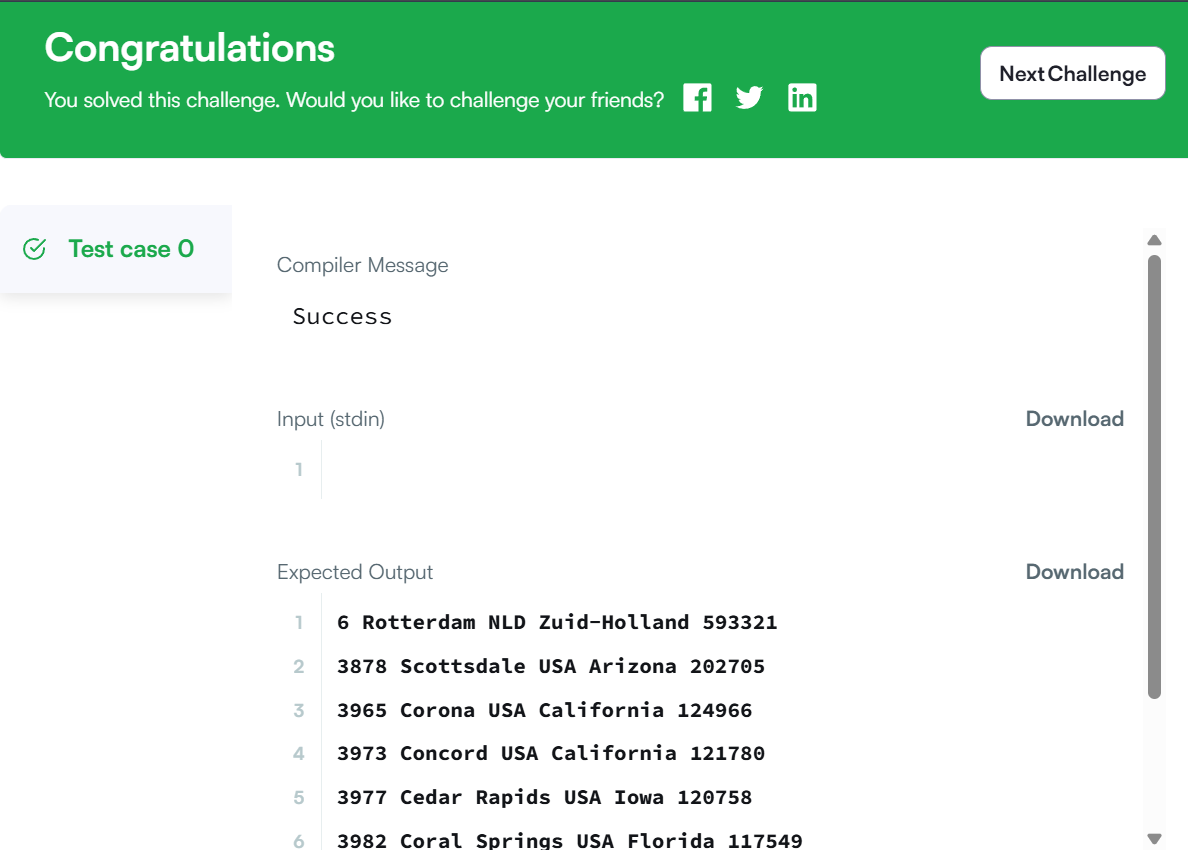 Congratulations
You solved this challenge. Would you like to challenge your friends?
Next Challenge
Test case 0
Compiler Message
Success
Input (stdin)
Download
1
Expected Output
Download
1 6 Rotterdam NLD Zuid-Holland 593321
2 3878 Scottsdale USA Arizona 202705
3 3965 Corona USA California 124966
4 3973 Concord USA California 121780
5 3977 Cedar Rapids USA Iowa 120758
6 3982 Coral Springs USA Florida 117549